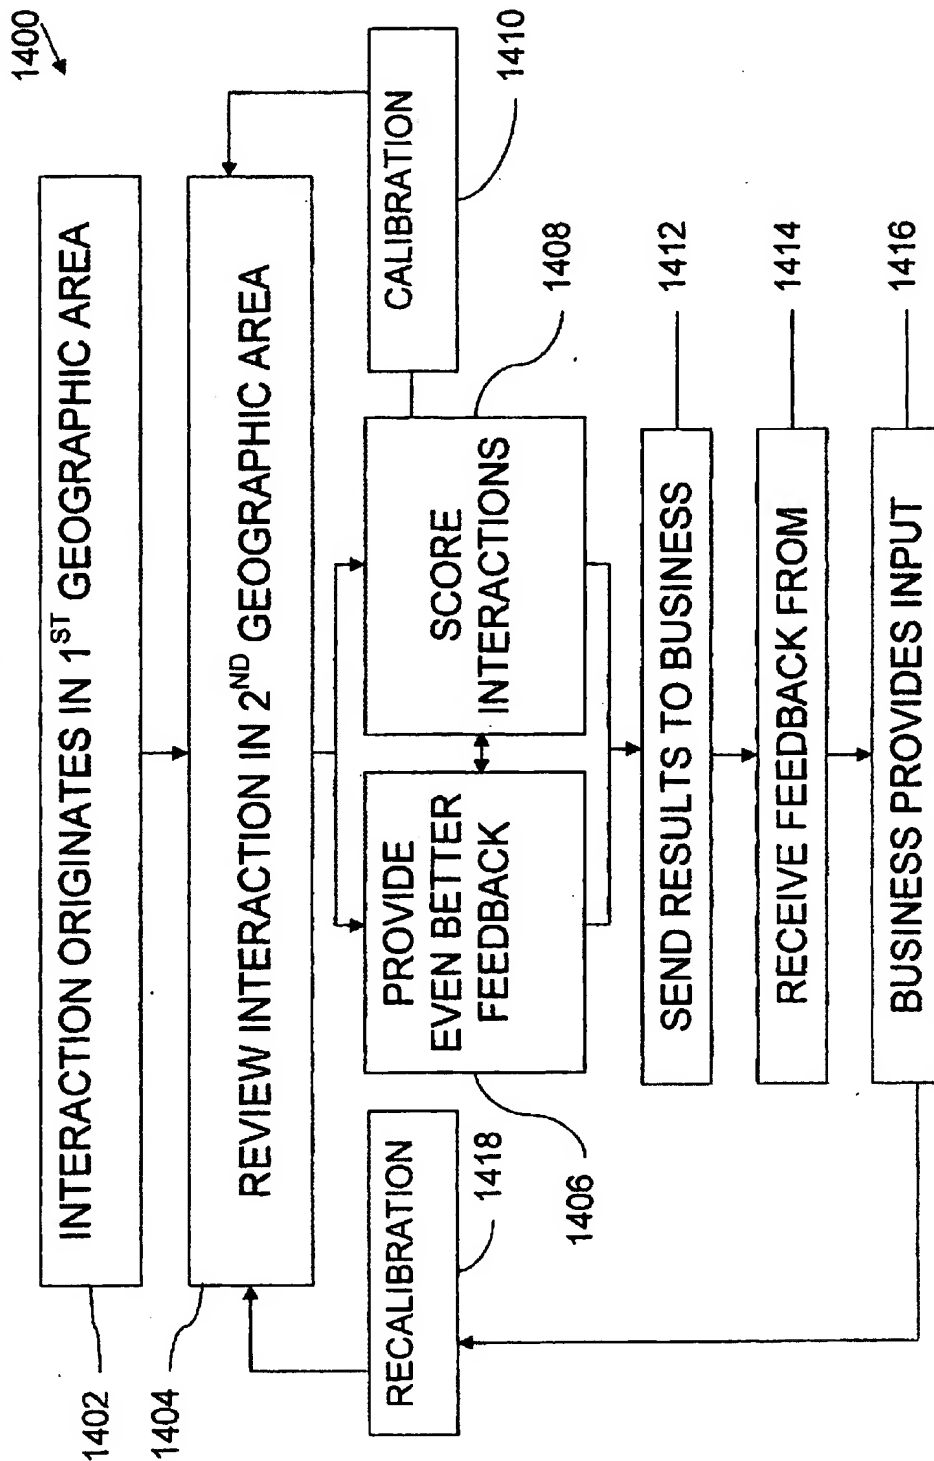 1400
INTERACTION ORIGINATES IN 1ST GEOGRAPHIC AREA
1402
REVIEW INTERACTION IN 2ND GEOGRAPHIC AREA
1404
RECALIBRATION
1418
PROVIDE
EVEN BETTER
FEEDBACK
1406
SCORE
INTERACTIONS
1408
CALIBRATION
1410
SEND RESULTS TO BUSINESS
1412
RECEIVE FEEDBACK FROM
1414
BUSINESS PROVIDES INPUT
1416